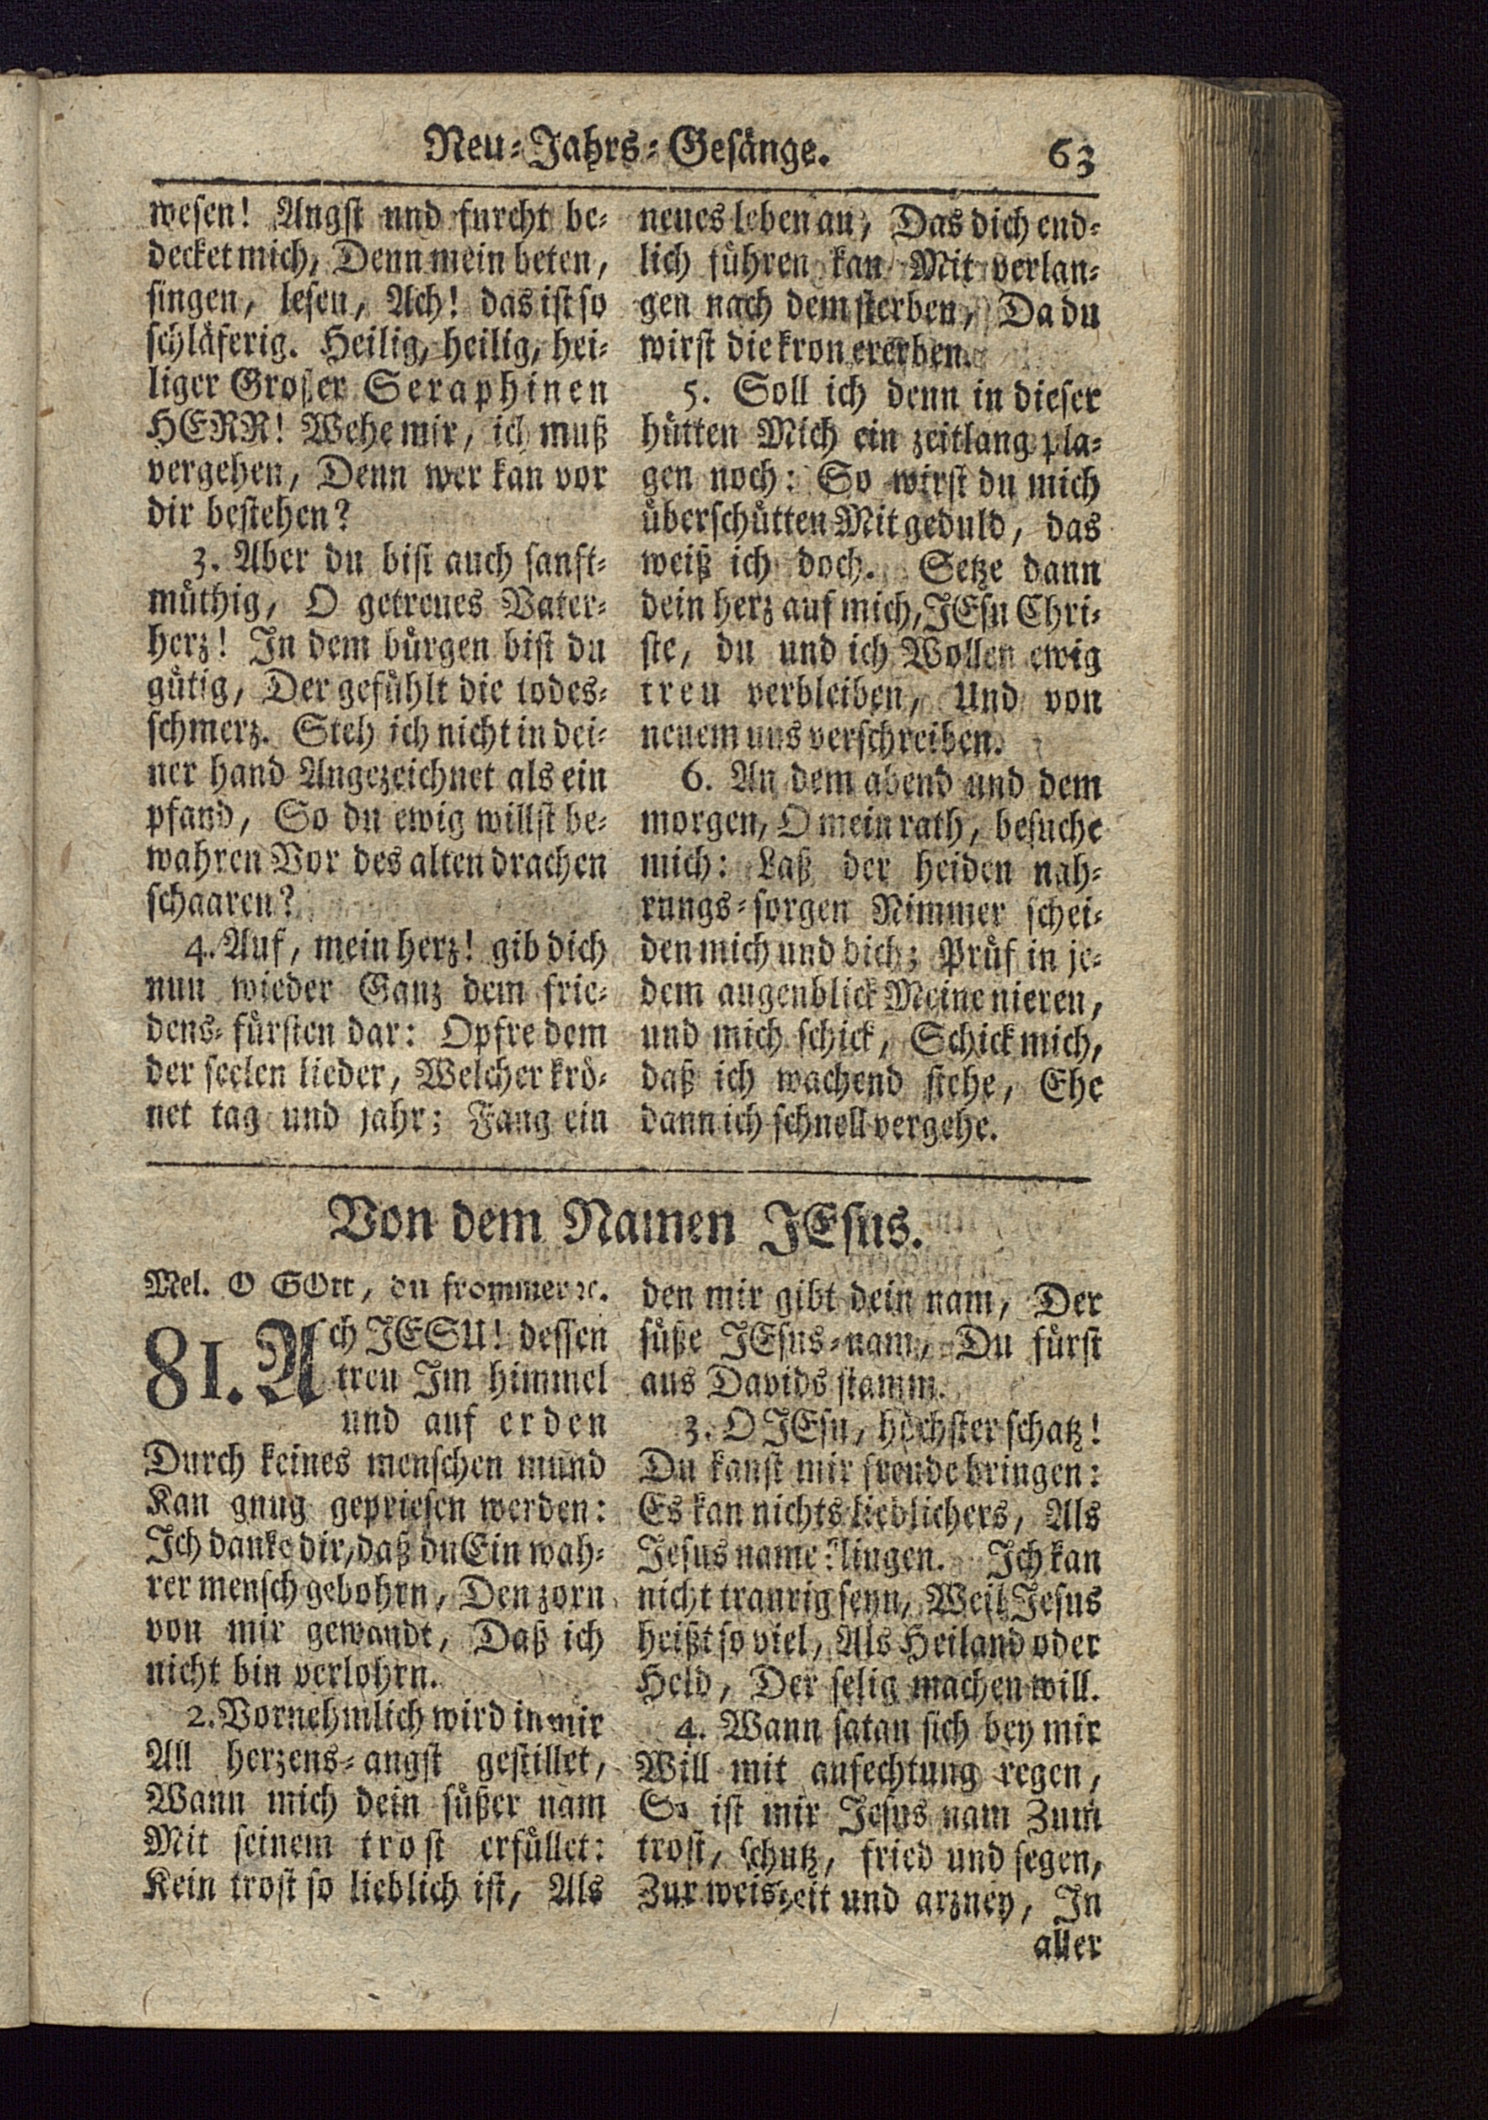 Neu-Jahrs-Gesänge. 63
wesen! Angst und furcht be-
decket mich, Denn mein beten,
singen, lesen, Ach! das ist so
schläferig. Heilig, heilig, hei-
liger Großer Seraphinen
HERR! Wehe mir, ich muß
vergehen, Denn wer kan vor
dir bestehen?
3. Aber du bist auch sanft-
müthig, O getreues Vater-
herz! In dem bürgen bist du
gütig, Der gefühlt die todes-
schmerz. Steh ich nicht in dei-
ner hand Angezeichnet als ein
pfand, So du ewig willst be-
wahren Vor des alten drachen
schaaren?
4. Auf, mein herz! gib dich
nun wieder Ganz dem frie-
dens-fürsten dar: Opfre dem
der seelen lieder, Welcher krö-
net tag und jahr; Fang ein
neues leben an, Das dich end-
lich führen kan Mit verlan-
gen nach dem sterben, Da du
wirst die kron ererben.
5. Soll ich denn in dieser
hütten Mich ein zeitlang pla-
gen noch: So wirst du mich
überschütten Mit geduld, das
weiß ich doch. Setze dann
dein herz auf mich, JEsu Chri-
ste, du und ich Wollen ewig
treu verbleiben, Und von
neuem uns verschreiben.
6. An dem abend und dem
morgen, O mein rath, besuche
mich: Laß der heiden nah-
rungs-sorgen Nimmer schei-
den mich und dich; Prüf in je-
dem augenblick Meine nieren,
und mich schick, Schick mich,
daß ich wachend stehe, Ehe
dann ich schnell vergehe.
Von dem Namen JEsus.
Mel. O GOtt, du frommer ꝛc.
81. Ach JESU! dessen
treu Im himmel
und auf erden
Durch keines menschen mund
Kan gnug gepriesen werden:
Ich danke dir, daß du Ein wah-
rer mensch gebohrn, Den zorn
von mir gewandt, Daß ich
nicht bin verlohrn.
2. Vornehmlich wird in mir
All herzens-angst gestillet,
Wann mich dein süßer nam
Mit seinem trost erfüllet:
Kein trost so lieblich ist, Als
den mir gibt dein nam, Der
süße JEsus-nam, Du fürst
aus Davids stamm.
3. O JEsu, höchster schatz!
Du kanst mir freude bringen:
Es kan nichts lieblichers, Als
Jesus name klingen. Ich kan
nicht traurig seyn, Weil Jesus
heißt so viel, Als Heiland oder
Held, Der selig machen will.
4. Wann satan sich bey mir
Will mit anfechtung regen,
So ist mir Jesus nam Zum
trost, schutz, fried und segen,
Zur weisheit und arzney, In
aller